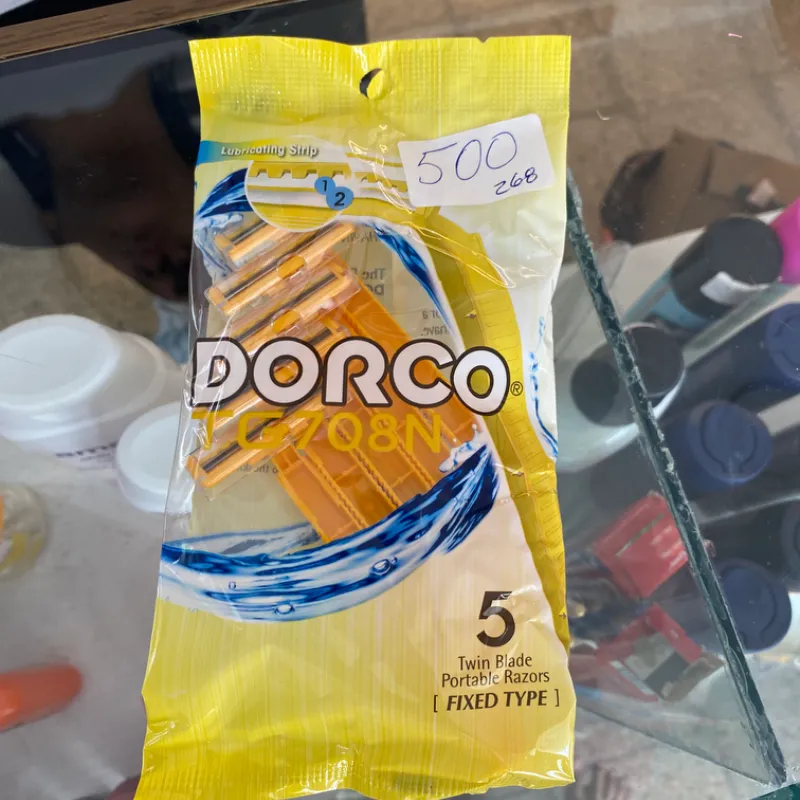 Lubricating Strip
500
268
1
2
DORCO®
TG708N
5
Twin Blade
Portable Razors
[ FIXED TYPE ]